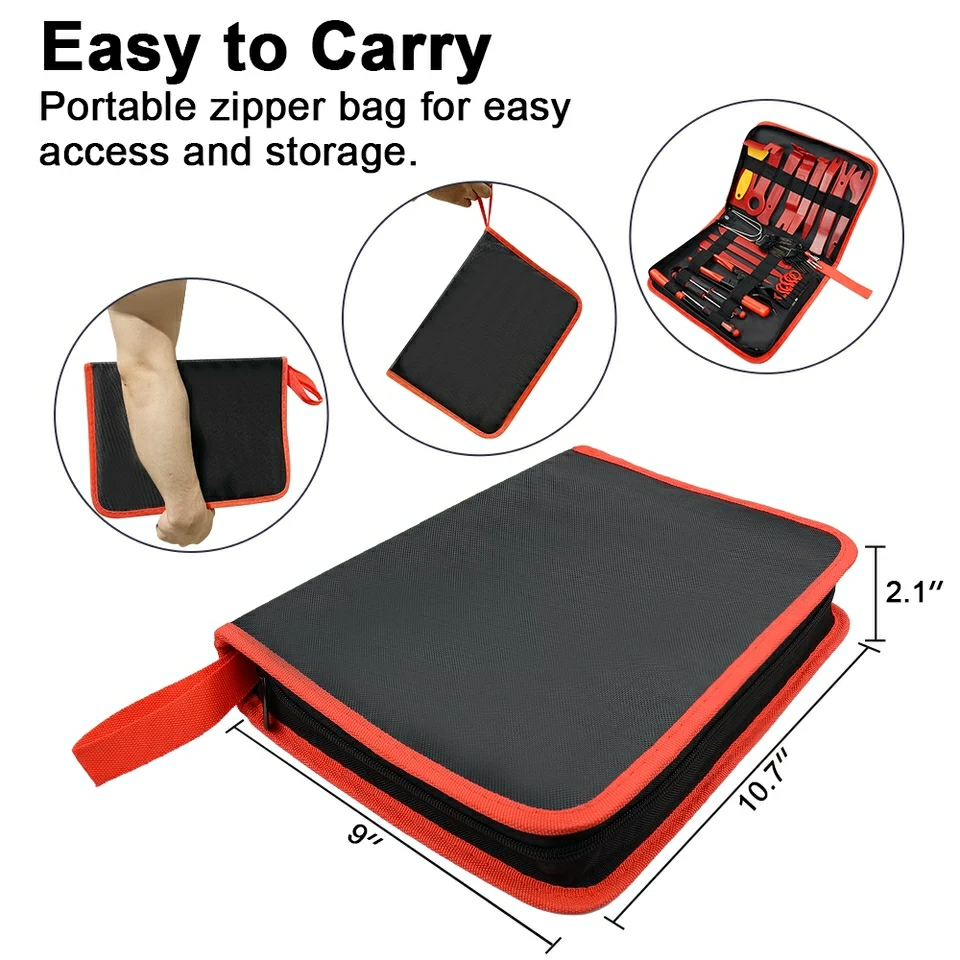 Easy to Carry
Portable zipper bag for easy
access and storage.
2.1″
10.7″
9″